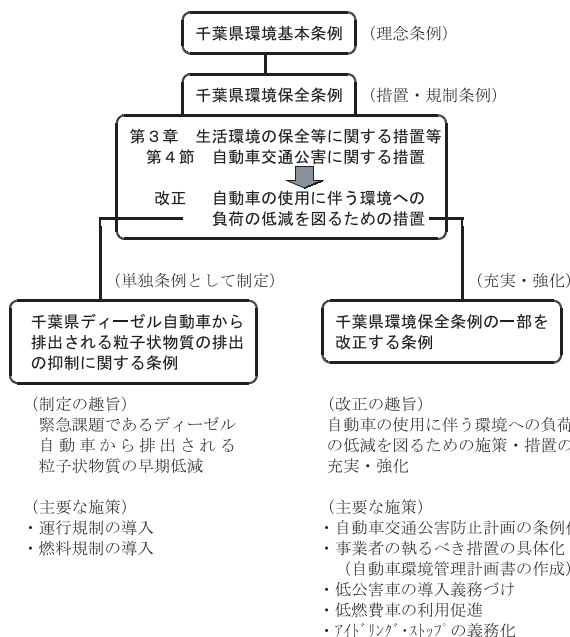 千葉県環境基本条例 （理念条例）
千葉県環境保全条例 （措置・規制条例）
第３章 生活環境の保全等に関する措置等
第４節 自動車交通公害に関する措置
改正 自動車の使用に伴う環境への
負荷の低減を図るための措置
（単独条例として制定）
千葉県ディーゼル自動車から
排出される粒子状物質の排出
の抑制に関する条例
（制定の趣旨）
緊急課題であるディーゼル
自動車から排出される
粒子状物質の早期低減
（主要な施策）
・運行規制の導入
・燃料規制の導入
（充実・強化）
千葉県環境保全条例の一部を
改正する条例
（改正の趣旨）
自動車の使用に伴う環境への負荷
の低減を図るための施策・措置の
充実・強化
（主要な施策）
・自動車交通公害防止計画の条例
・事業者の執るべき措置の具体化
（自動車環境管理計画書の作成）
・低公害車の導入義務づけ
・低燃費車の利用促進
・ｱｲﾄﾞﾘﾝｸﾞ･ｽﾄｯﾌﾟの義務化